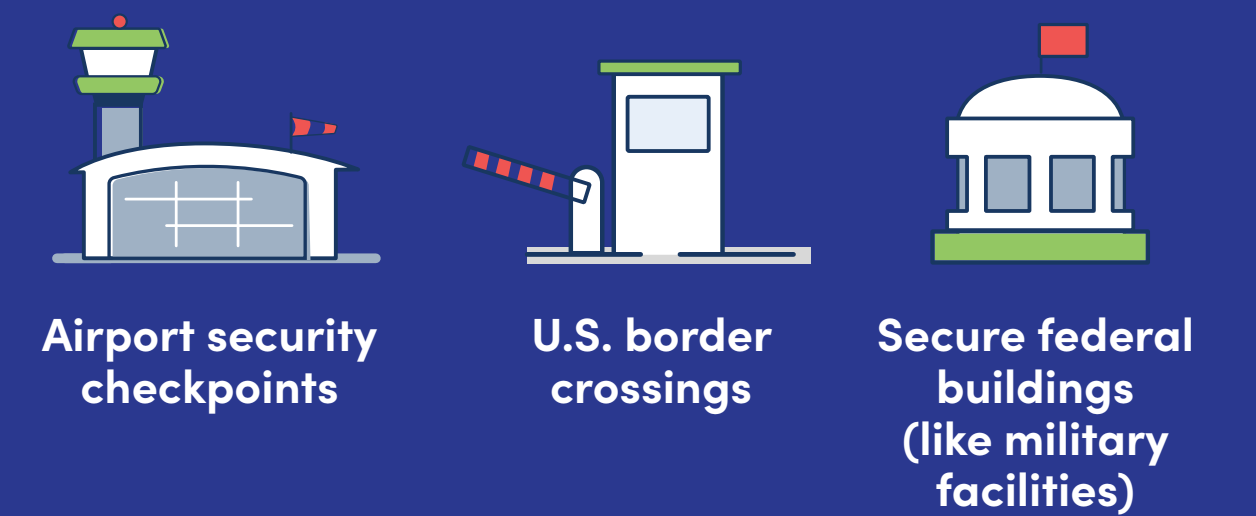 Airport security
checkpoints
U.S. border
crossings
Secure federal
buildings
(like military
facilities)